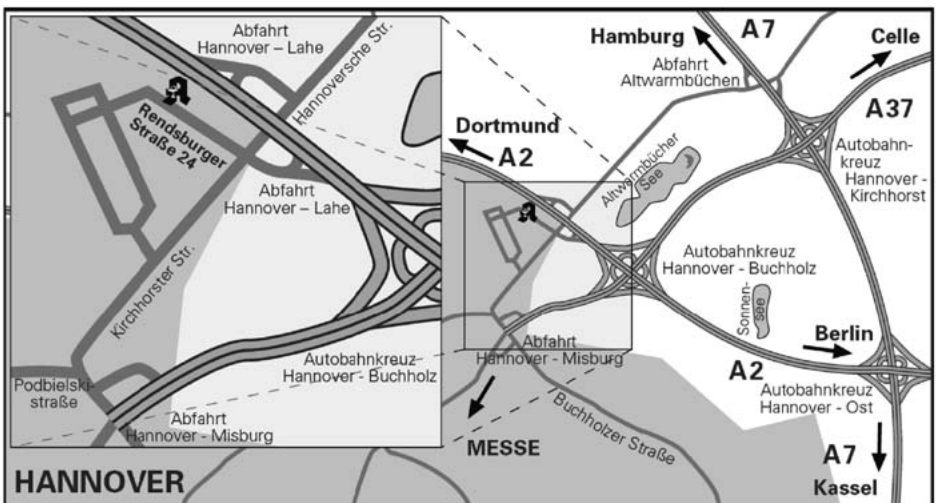 Abfahrt
Hannover – Lahe
Hannoversche Str.
Rendsburger
Straße 24
Abfahrt
Hannover – Lahe
Kirchhorster Str.
Autobahnkreuz
Hannover - Buchholz
Podbielski-
straße
Abfahrt
Hannover - Misburg
HANNOVER
Hamburg
A7
Celle
Abfahrt
Altwarmbüchen
A37
Dortmund
A2
Autobahn-
kreuz
Hannover -
Kirchhorst
Altwarmbücher
See
Autobahnkreuz
Hannover - Buchholz
Sonnen-
see
Berlin
Abfahrt
Hannover - Misburg
A2
Autobahnkreuz
Hannover - Ost
Buchholzer Straße
MESSE
A7
Kassel